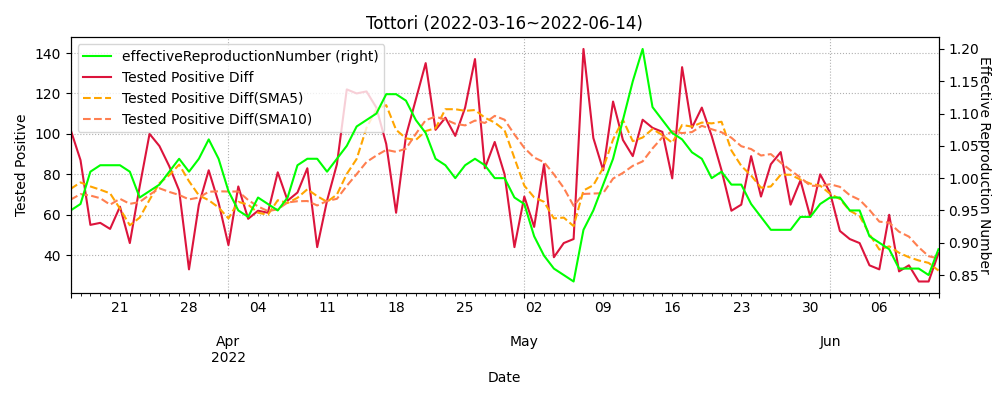 Tottori (2022-03-16~2022-06-14)
effectiveReproductionNumber (right)
Tested Positive Diff
Tested Positive Diff(SMA5)
Tested Positive Diff(SMA10)
Tested Positive
140
120
100
80
60
40
1.20
1.15
1.10
1.05
1.00
0.95
0.90
0.85
Effective Reproduction Number
21 28 04 11 18 25 02 09 16 23 30 06
Apr May Jun
2022
Date